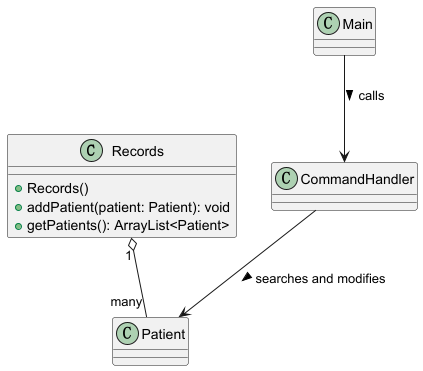 C Main
calls
C Records
Records()
addPatient(patient: Patient): void
getPatients(): ArrayList<Patient>
C CommandHandler
1
searches and modifies
many
C Patient